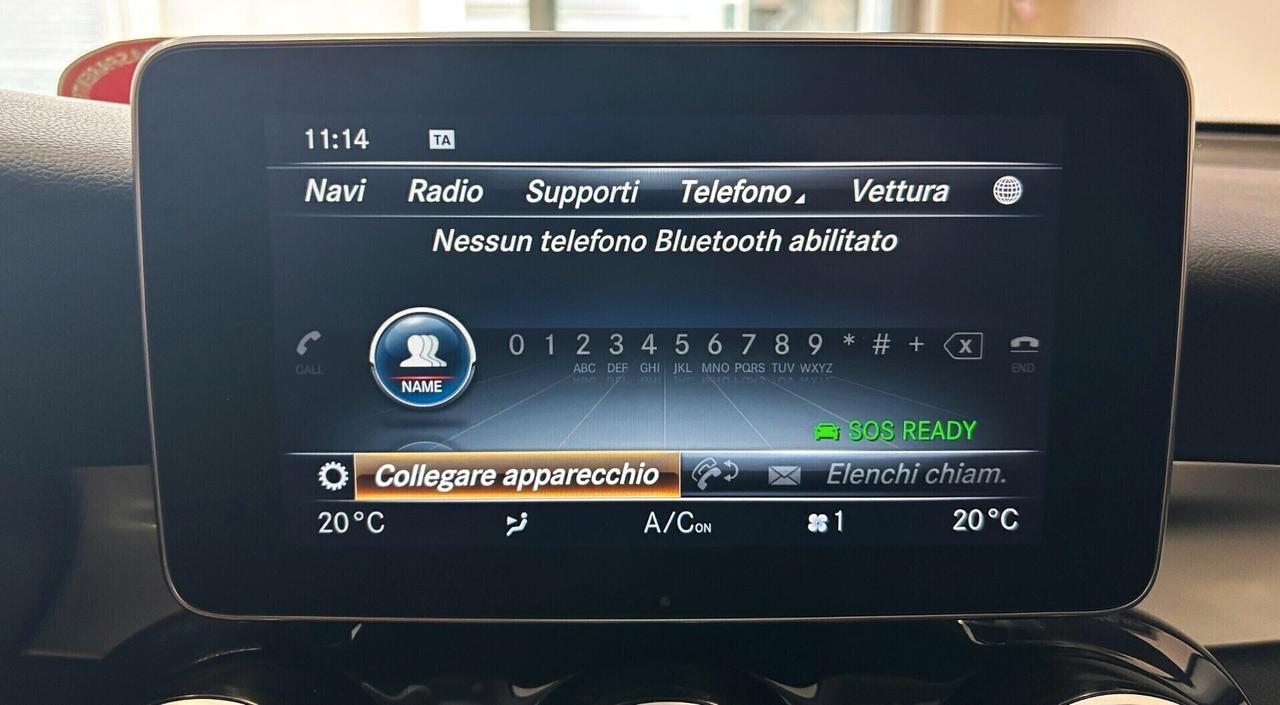 11:14 TA
Navi Radio Supporti Telefono Vettura
Nessun telefono Bluetooth abilitato
CALL
NAME
0 1 2 3 4 5 6 7 8 9 * # + X
ABC DEF GHI JKL MNO PQRS TUV WXYZ
END
SOS READY
Collegare apparecchio Elenchi chiam.
20°C A/C ON 1 20°C